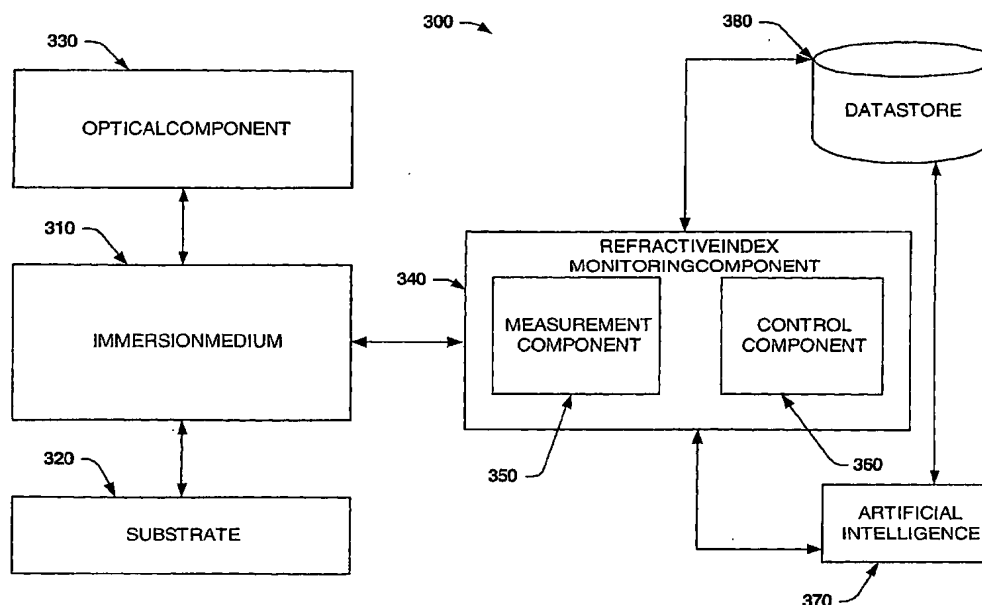 330
300
380
OPTICALCOMPONENT
DATASTORE
310
REFRACTIVEINDEX
MONITORINGCOMPONENT
340
IMMERSIONMEDIUM
MEASUREMENT
COMPONENT
CONTROL
COMPONENT
320
350
360
SUBSTRATE
ARTIFICIAL
INTELLIGENCE
370